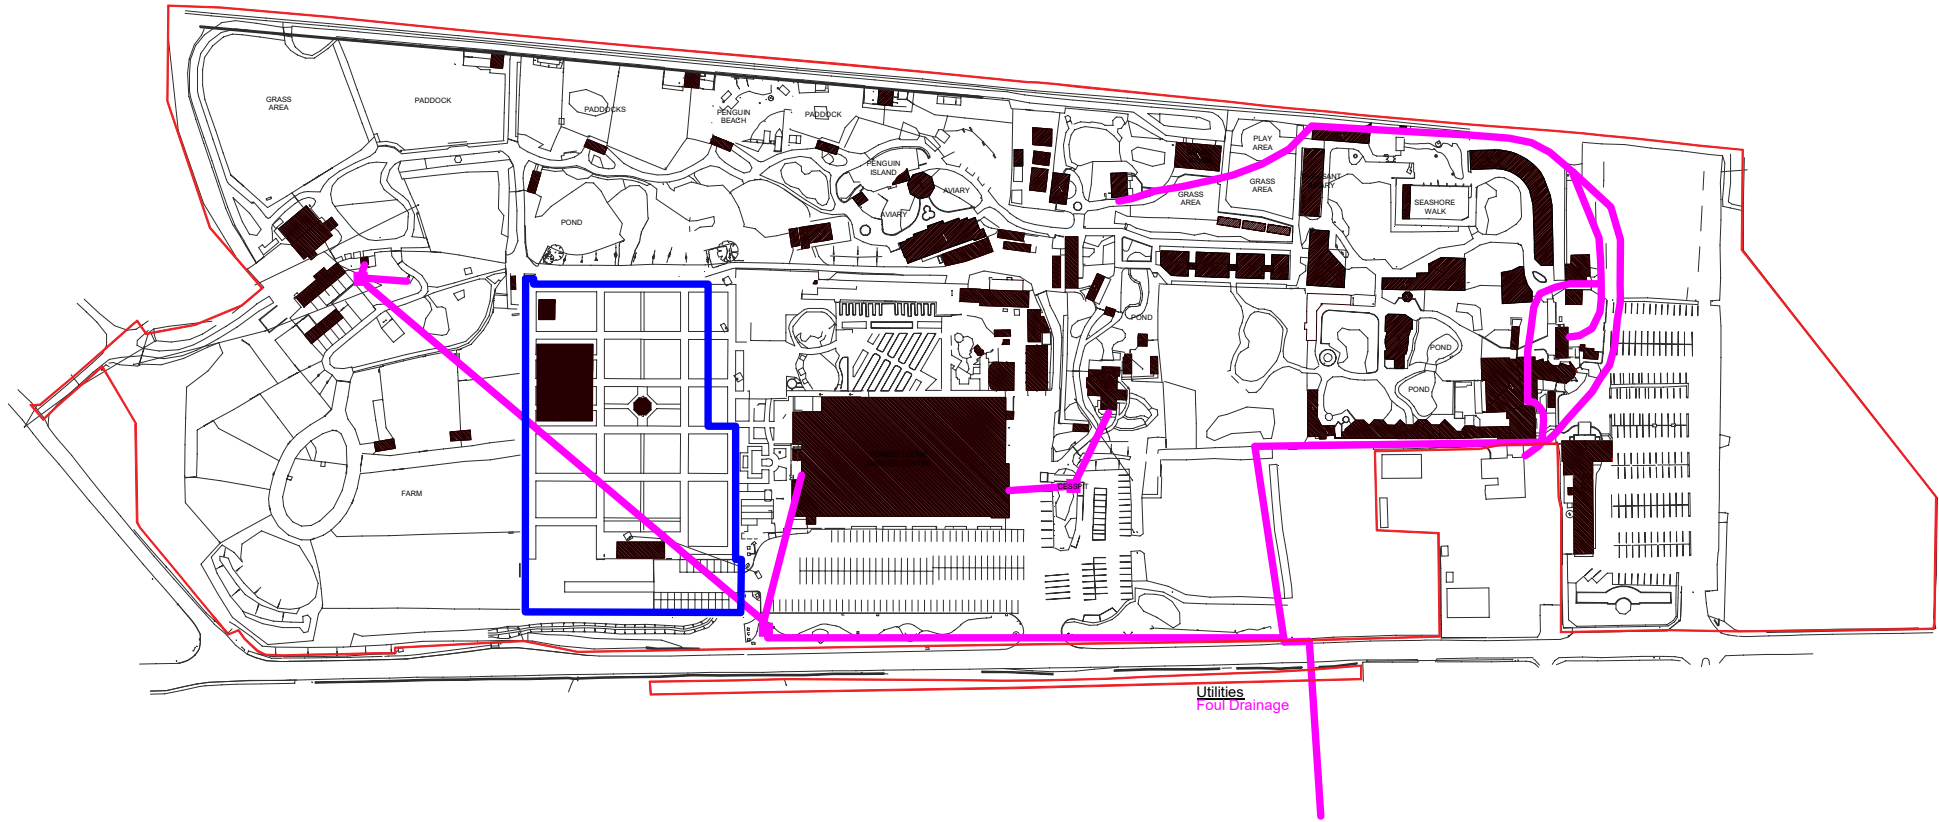 GRASS
AREA
PADDOCK
PADDOCKS
PENGUIN
BEACH
PADDOCK
PENGUIN
ISLAND
AVIARY
AVIARY
POND
PLAY
AREA
GRASS
AREA
GRASS
AREA
SEASHORE
WALK
POND
POND
POND
FARM
CESSPIT
Utilities
Foul Drainage